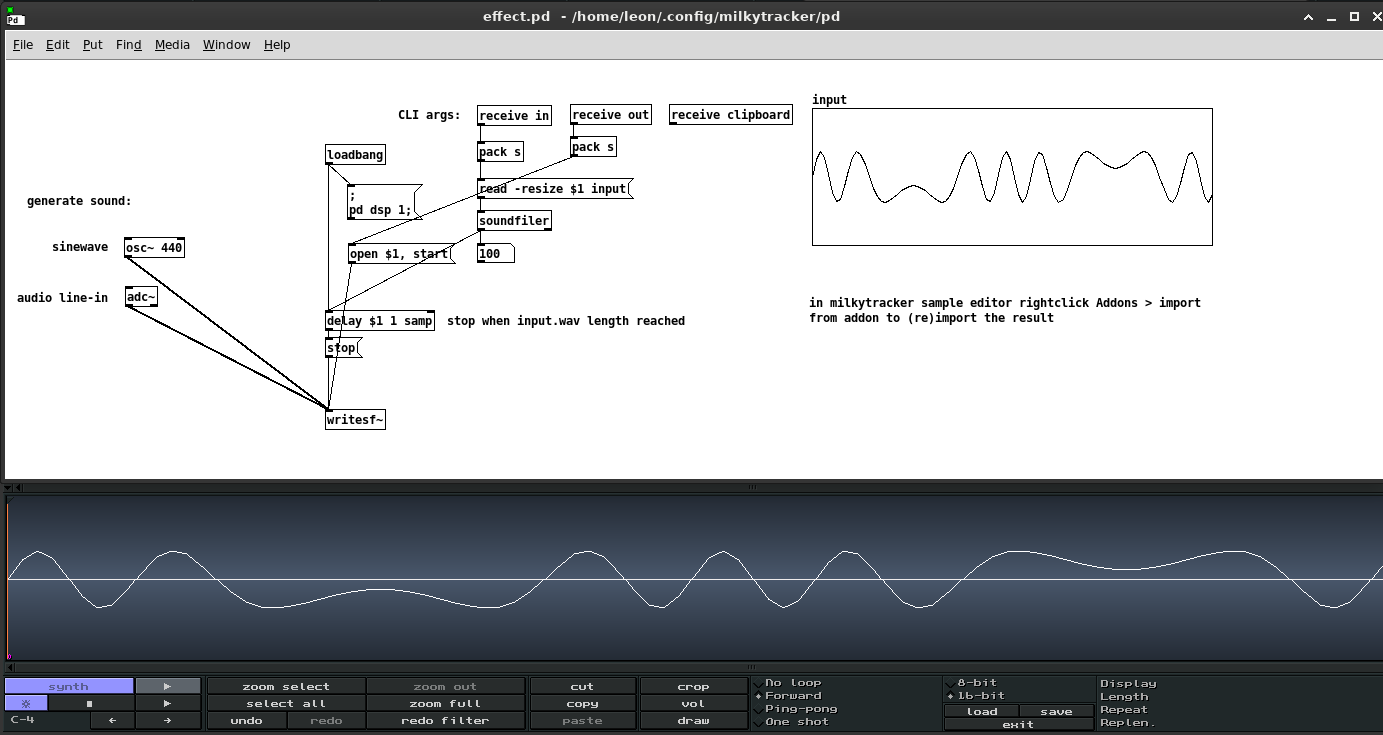 effect.pd - /home/leon/.config/milkytracker/pd
Pd
File Edit Put Find Media Window Help
input
CLI args: receive in receive out receive clipboard
loadbang pack s pack s
;
pd dsp 1;
read -resize $1 input
generate sound:
soundfiler
sinewave osc~ 440
open $1, start 100
audio line-in adc~
in milkytracker sample editor rightclick Addons > import
from addon to (re)import the result
delay $1 1 samp stop when input.wav length reached
stop
writesf~
synth zoom select zoom out cut crop No loop 8-bit Display
select all zoom full copy vol Forward 16-bit Length
C-4 undo redo redo filter paste draw Ping-pong load save Repeat
One shot exit Replen.